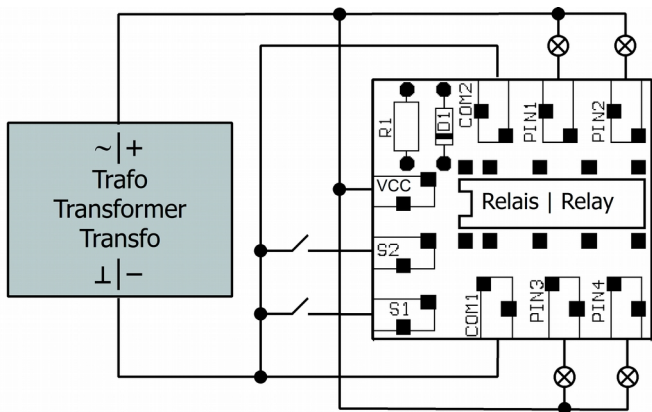 ~|+
Trafo
Transformer
Transfo
⊥|−
R1
D1
COM2
PIN1
PIN2
VCC
Relais | Relay
S2
S1
COM1
PIN3
PIN4